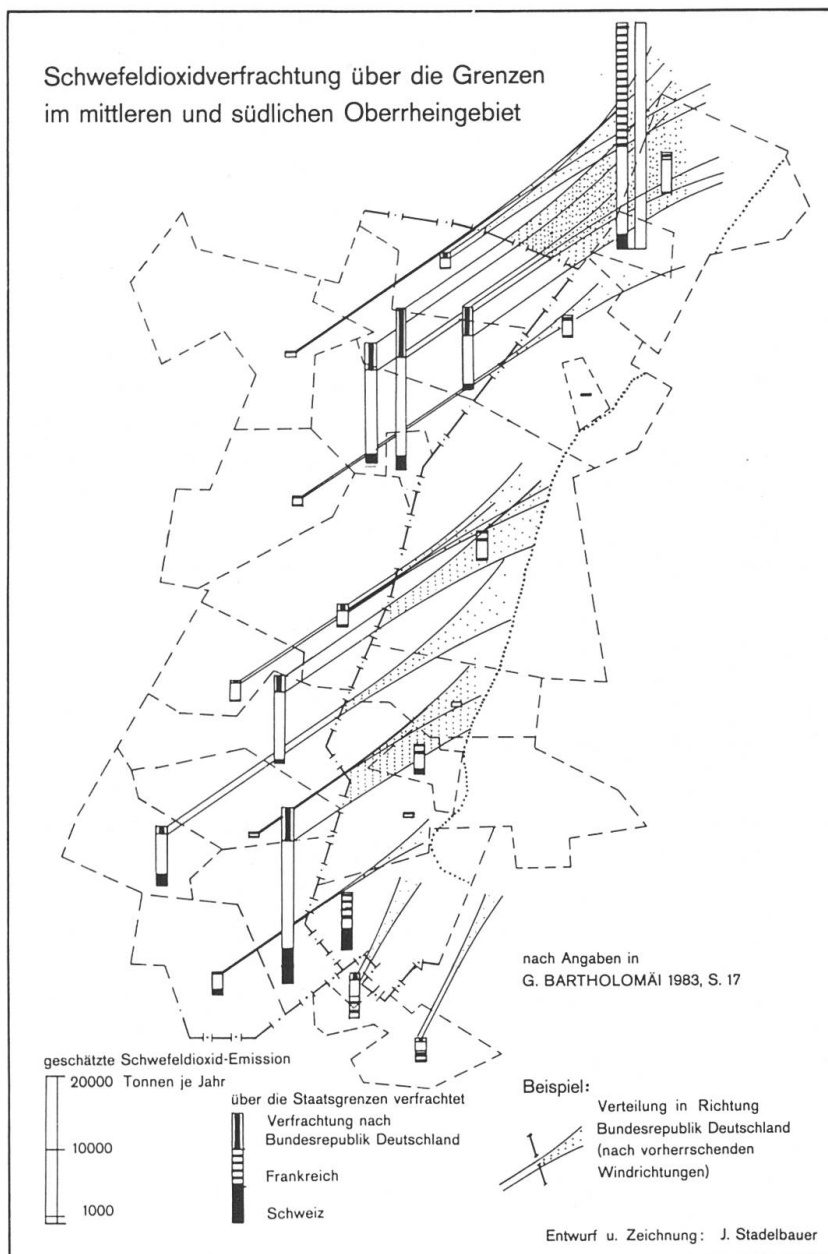 Schwefeldioxidverfrachtung über die Grenzen
im mittleren und südlichen Oberrheingebiet
nach Angaben in
G. BARTHOLOMÄI 1983, S. 17
geschätzte Schwefeldioxid-Emission
20000 Tonnen je Jahr
10000
1000
über die Staatsgrenzen verfrachtet
Verfrachtung nach
Bundesrepublik Deutschland
Frankreich
Schweiz
Beispiel:
Verteilung in Richtung
Bundesrepublik Deutschland
(nach vorherrschenden
Windrichtungen)
Entwurf u. Zeichnung: J. Stadelbauer